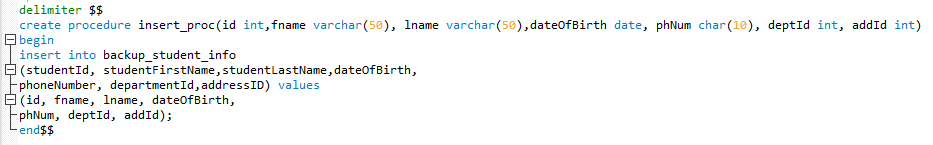 delimiter $$
create procedure insert_proc(id int,fname varchar(50), lname varchar(50),dateOfBirth date, phNum char(10), deptId int, addId int)
begin
insert into backup_student_info
(studentId, studentFirstName,studentLastName,dateOfBirth,
phoneNumber, departmentId,addressID) values
(id, fname, lname, dateOfBirth,
phNum, deptId, addId);
end$$